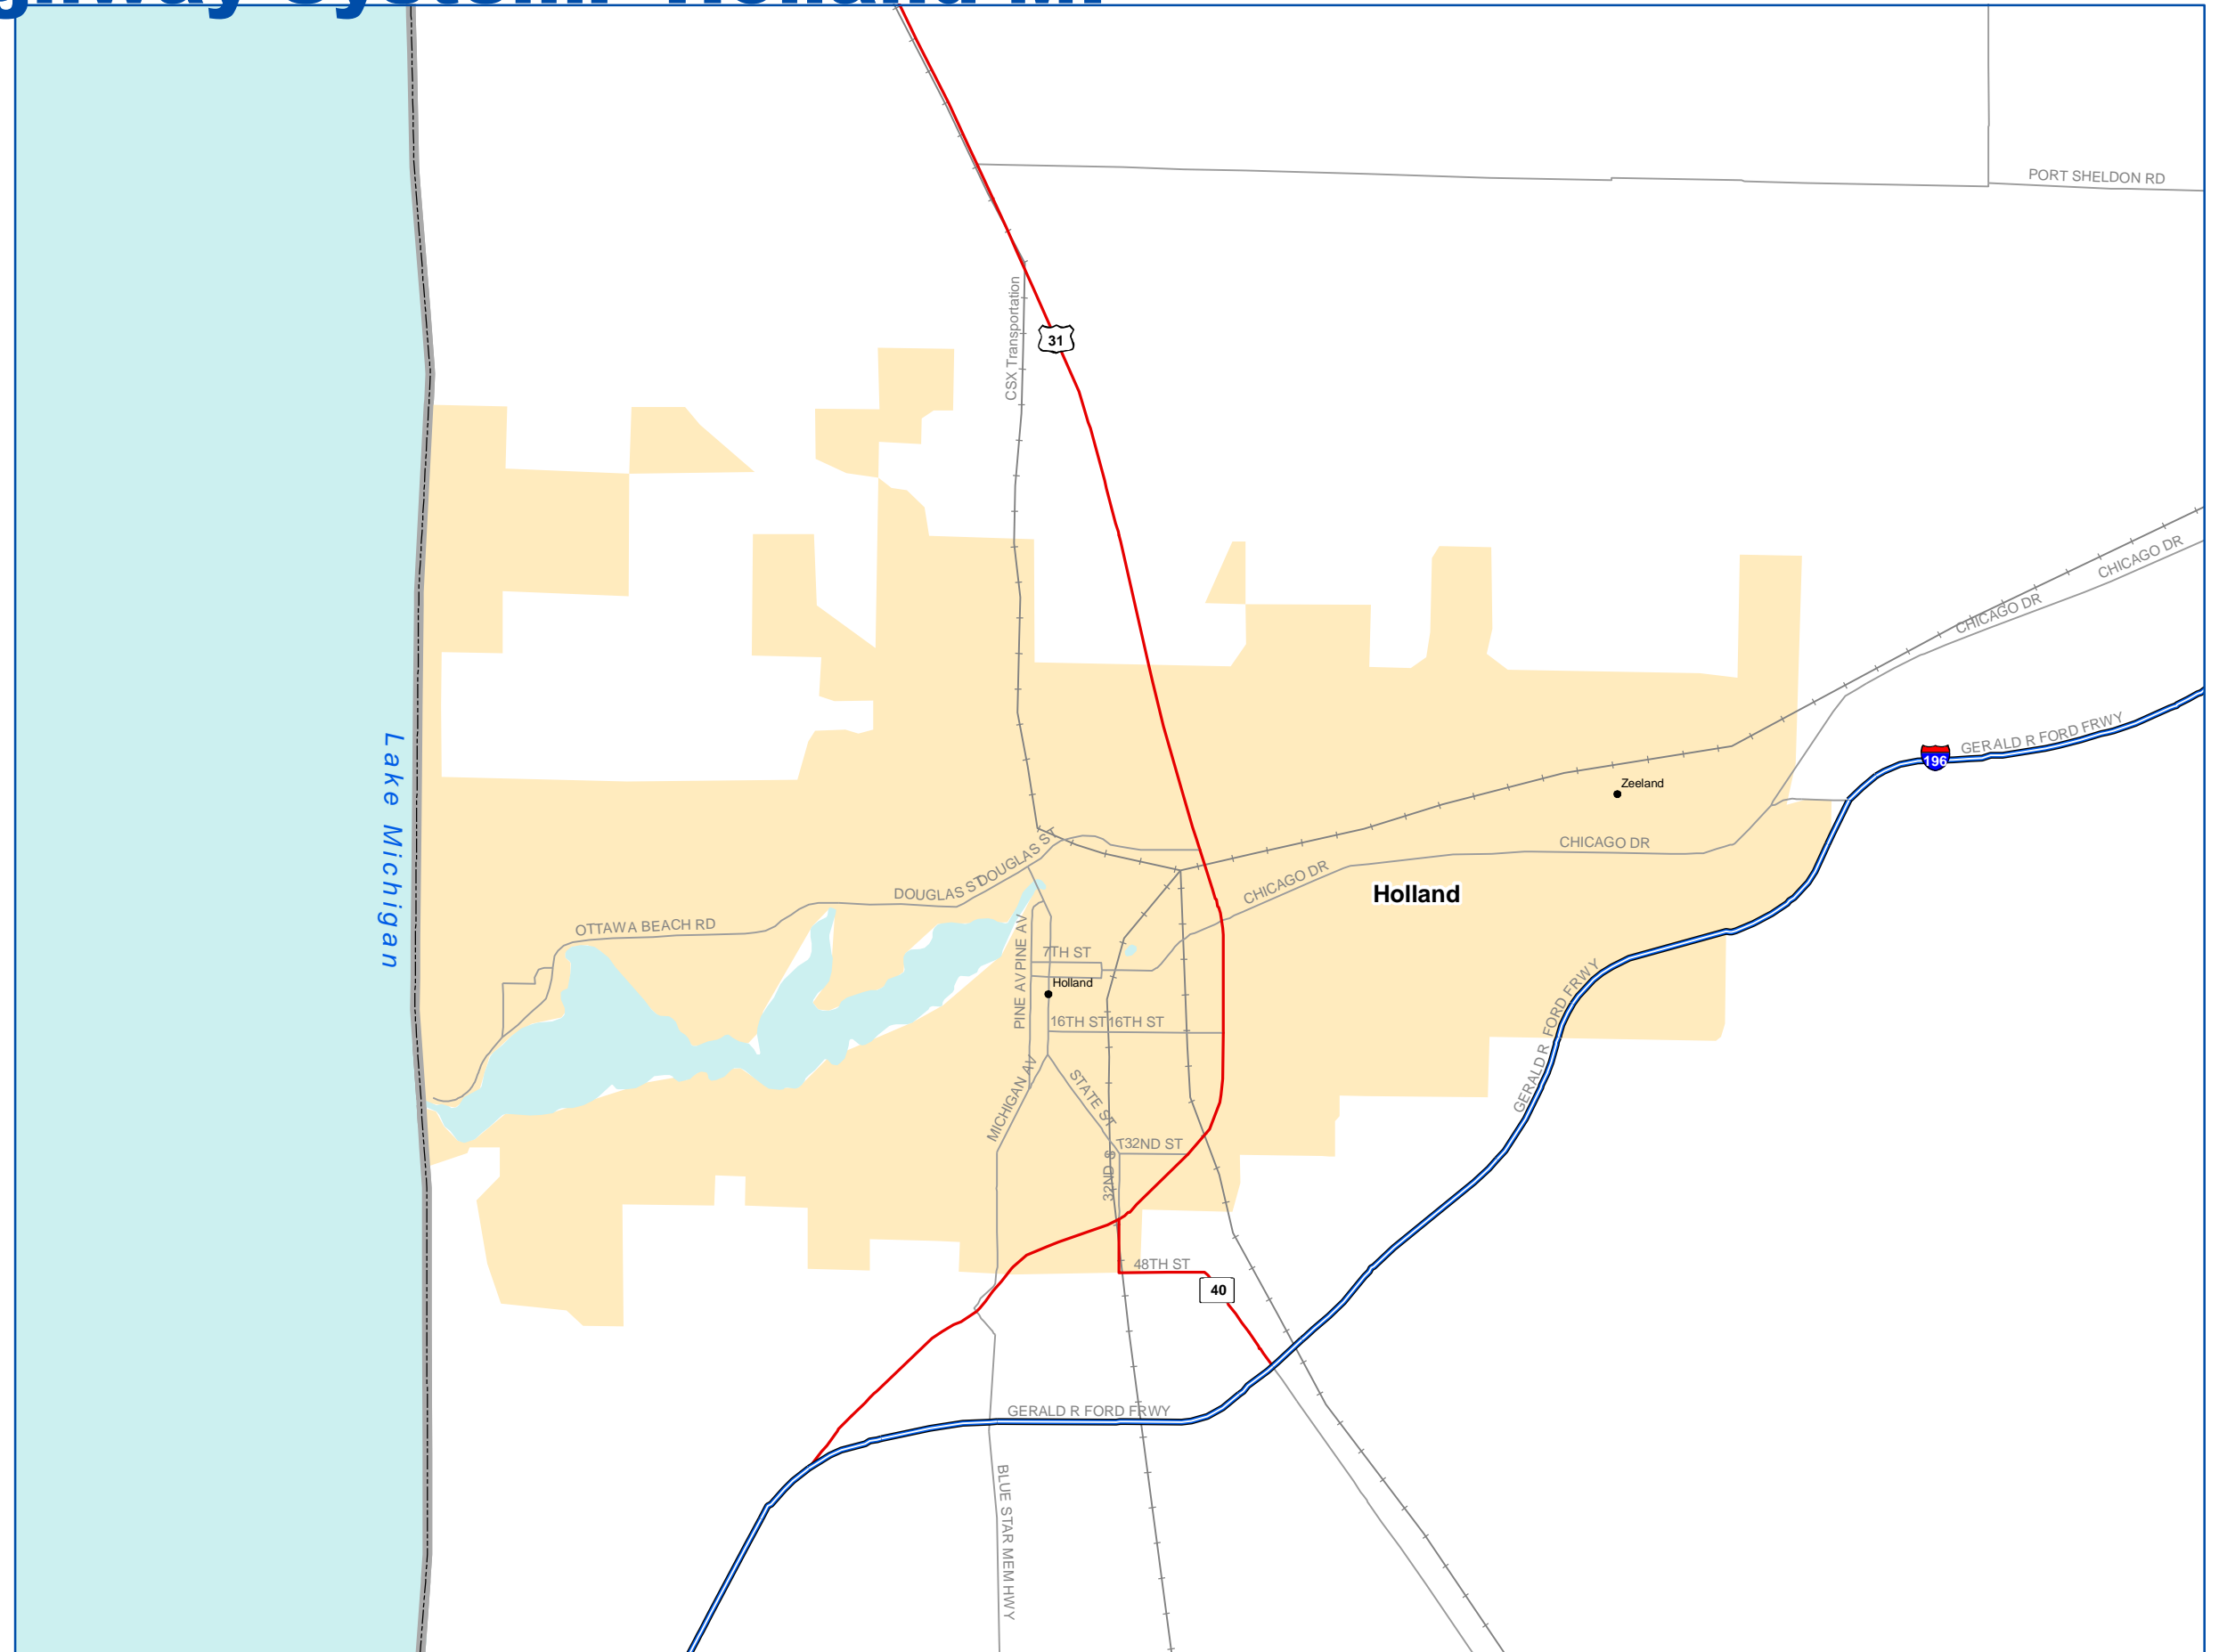 PORT SHELDON RD
CSX Transportation
31
CHICAGO DR
CHICAGO DR
GERALD R FORD FRWY
196
Lake Michigan
Zeeland
DOUGLAS ST
DOUGLAS ST
CHICAGO DR
CHICAGO DR
Holland
OTTAWA BEACH RD
PINE AV
PINE AV
7TH ST
Holland
16TH ST
16TH ST
GERALD R FORD FRWY
MICHIGAN AV
STATE ST
32ND ST
32ND ST
48TH ST
40
GERALD R FORD FRWY
BLUE STAR MEM HWY